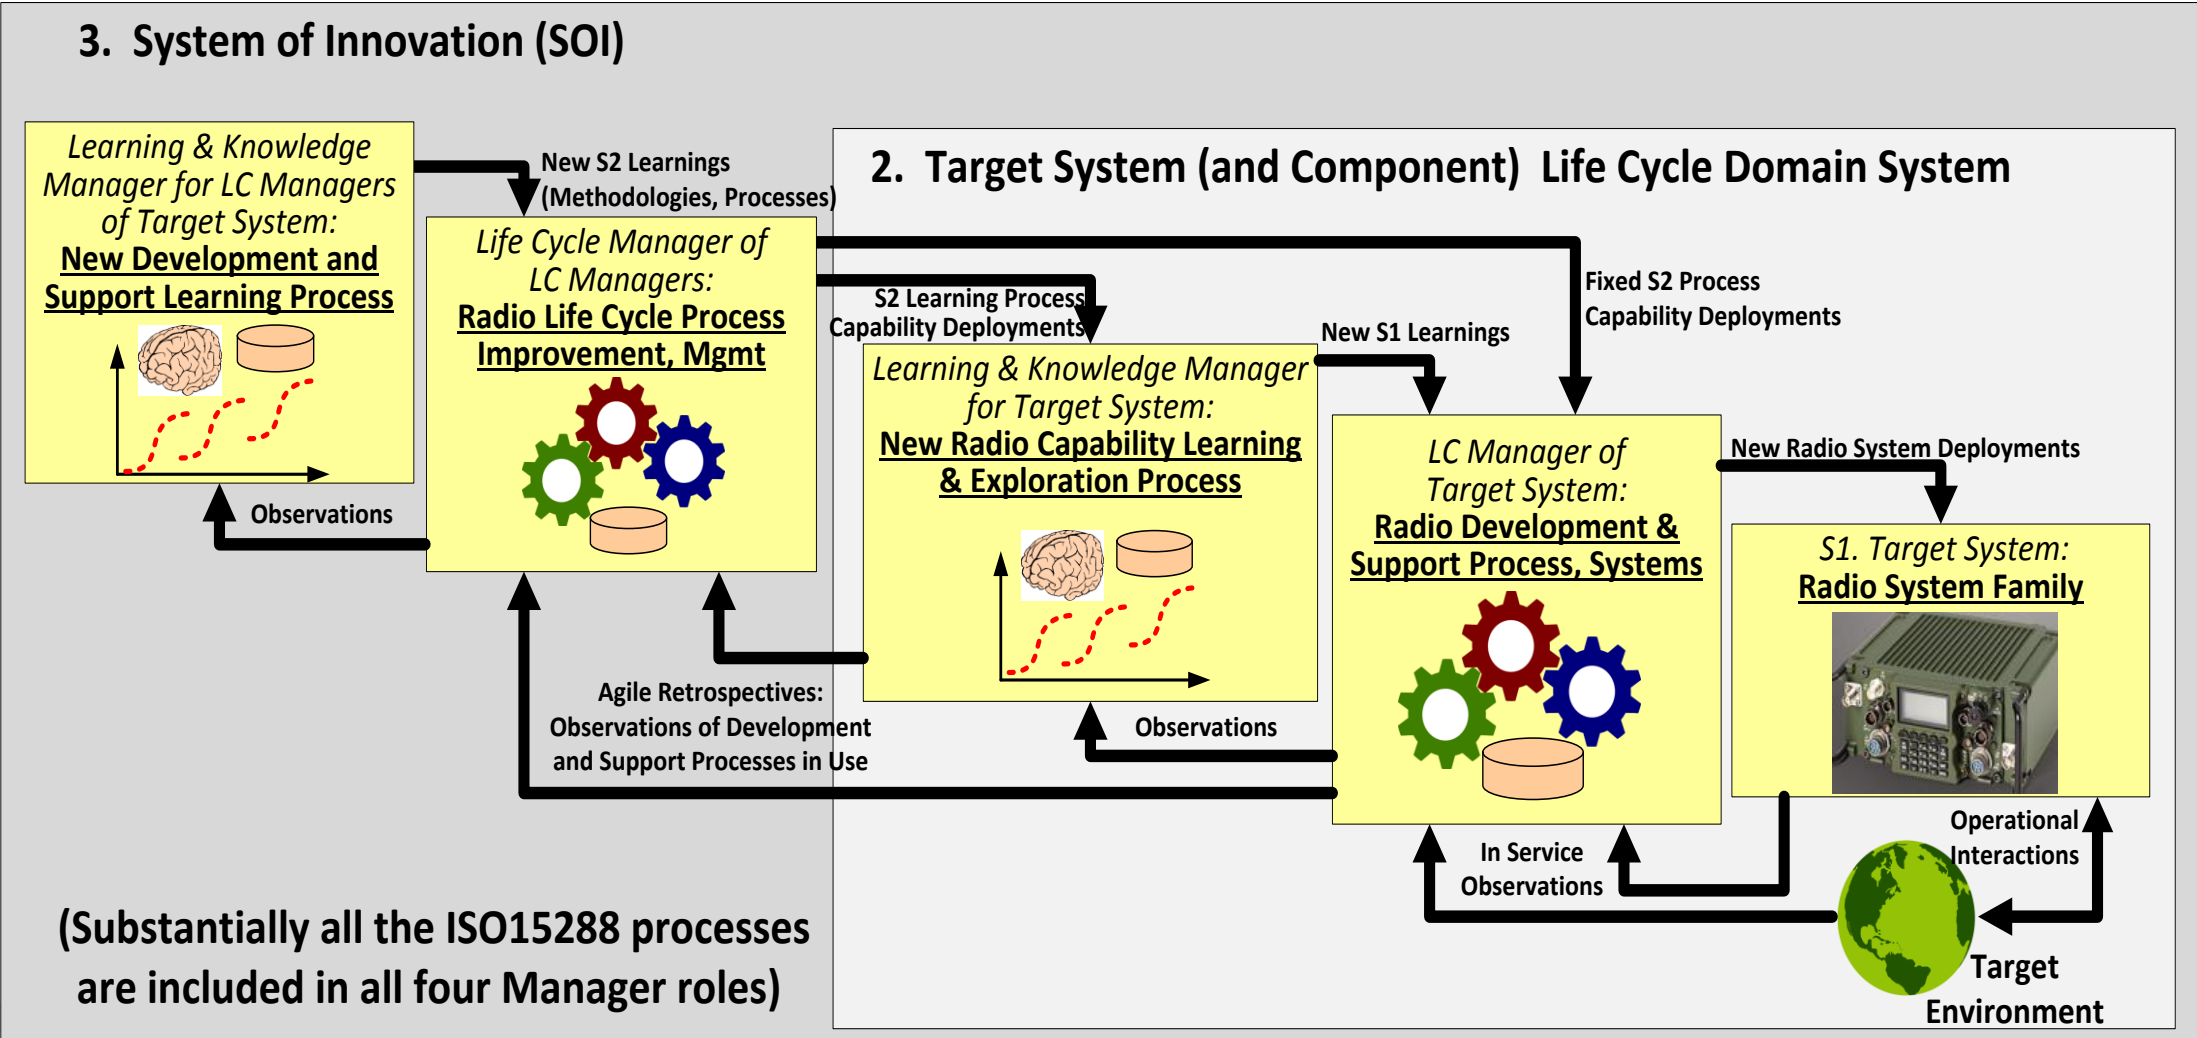 3. System of Innovation (SOI)
Learning & Knowledge
Manager for LC Managers
of Target System:
New Development and
Support Learning Process
New S2 Learnings
(Methodologies, Processes)
2. Target System (and Component) Life Cycle Domain System
Life Cycle Manager of
LC Managers:
Radio Life Cycle Process
Improvement, Mgmt
S2 Learning Process
Capability Deployments
Fixed S2 Process
Capability Deployments
New S1 Learnings
Learning & Knowledge Manager
for Target System:
New Radio Capability Learning
& Exploration Process
LC Manager of
Target System:
Radio Development &
Support Process, Systems
New Radio System Deployments
S1. Target System:
Radio System Family
Observations
Agile Retrospectives:
Observations of Development
and Support Processes in Use
Observations
In Service
Observations
Operational
Interactions
Target
Environment
(Substantially all the ISO15288 processes
are included in all four Manager roles)